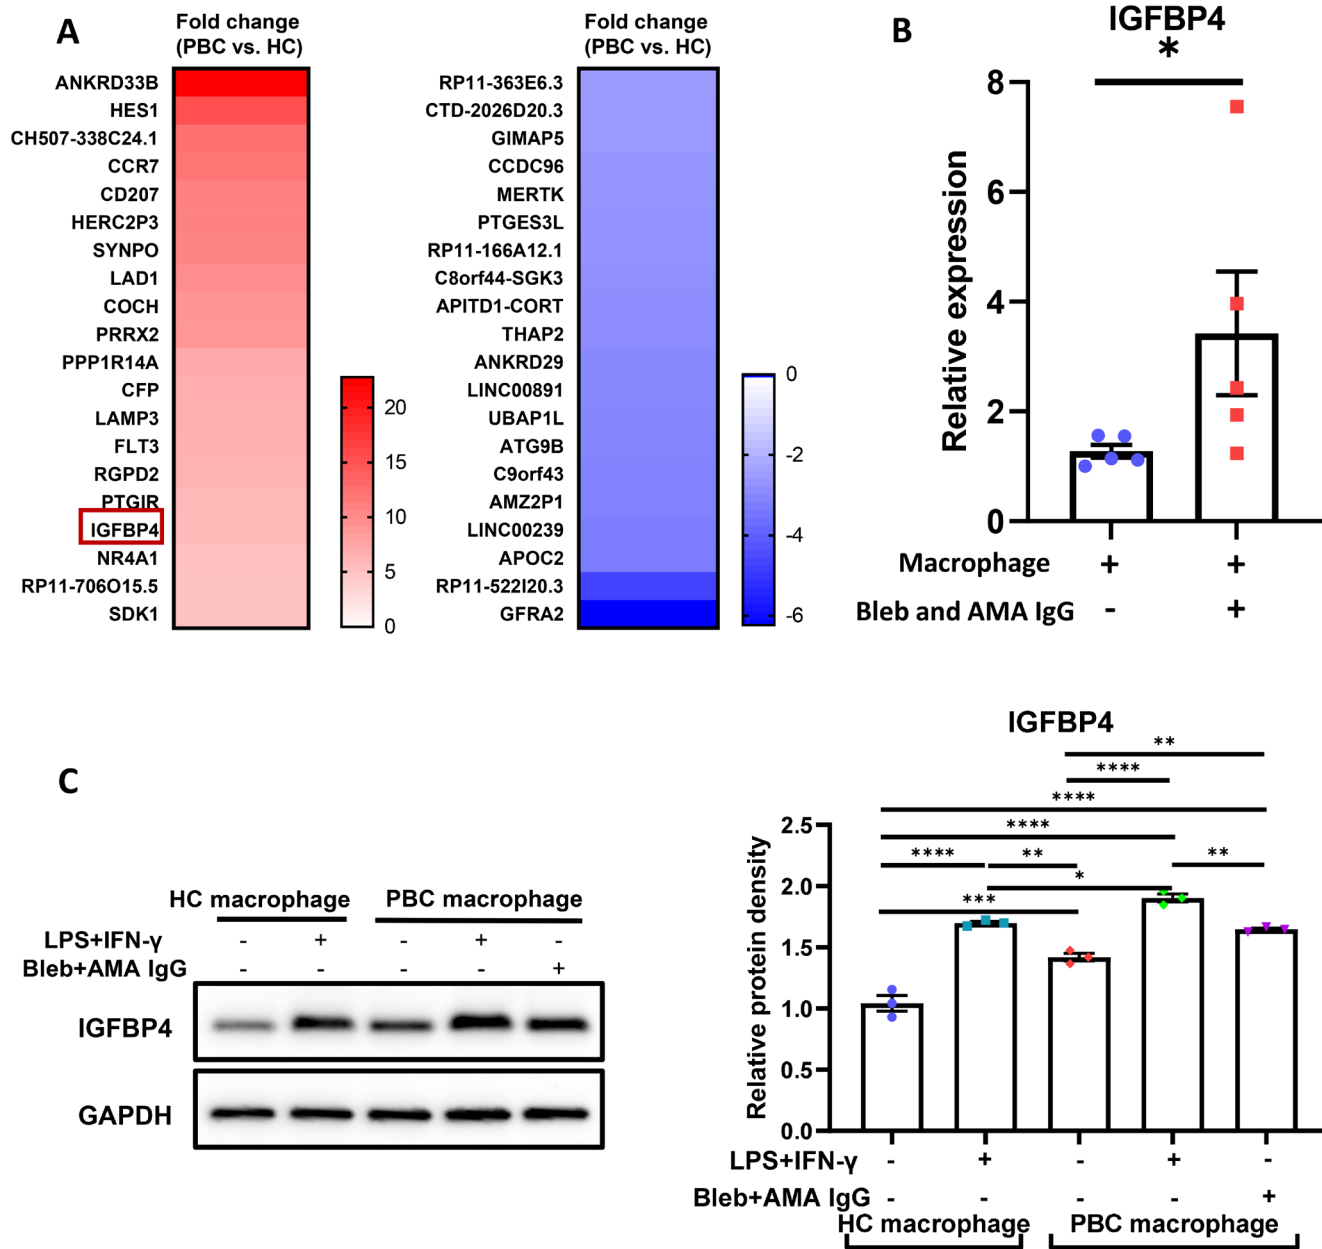 A
Fold change
(PBC vs. HC)
ANKRD33B
HES1
CH507-338C24.1
CCR7
CD207
HERC2P3
SYNPO
LAD1
COCH
PRRX2
PPP1R14A
CFP
LAMP3
FLT3
RGPD2
PTGIR
IGFBP4
NR4A1
RP11-706O15.5
SDK1
20
15
10
5
0
Fold change
(PBC vs. HC)
RP11-363E6.3
CTD-2026D20.3
GIMAP5
CCDC96
MERTK
PTGES3L
RP11-166A12.1
C8orf44-SGK3
APITD1-CORT
THAP2
ANKRD29
LINC00891
UBAP1L
ATG9B
C9orf43
AMZ2P1
LINC00239
APOC2
RP11-522I20.3
GFRA2
0
-2
-4
-6
B
IGFBP4
*
Relative expression
8
6
4
2
0
Macrophage + +
Bleb and AMA IgG - +
C
HC macrophage PBC macrophage
LPS+IFN-γ - + - + -
Bleb+AMA IgG - - - - +
IGFBP4
GAPDH
IGFBP4
**
****
****
****
**** ** **
*
***
Relative protein density
2.5
2.0
1.5
1.0
0.5
0.0
LPS+IFN-γ - + - + -
Bleb+AMA IgG - - - - +
HC macrophage PBC macrophage